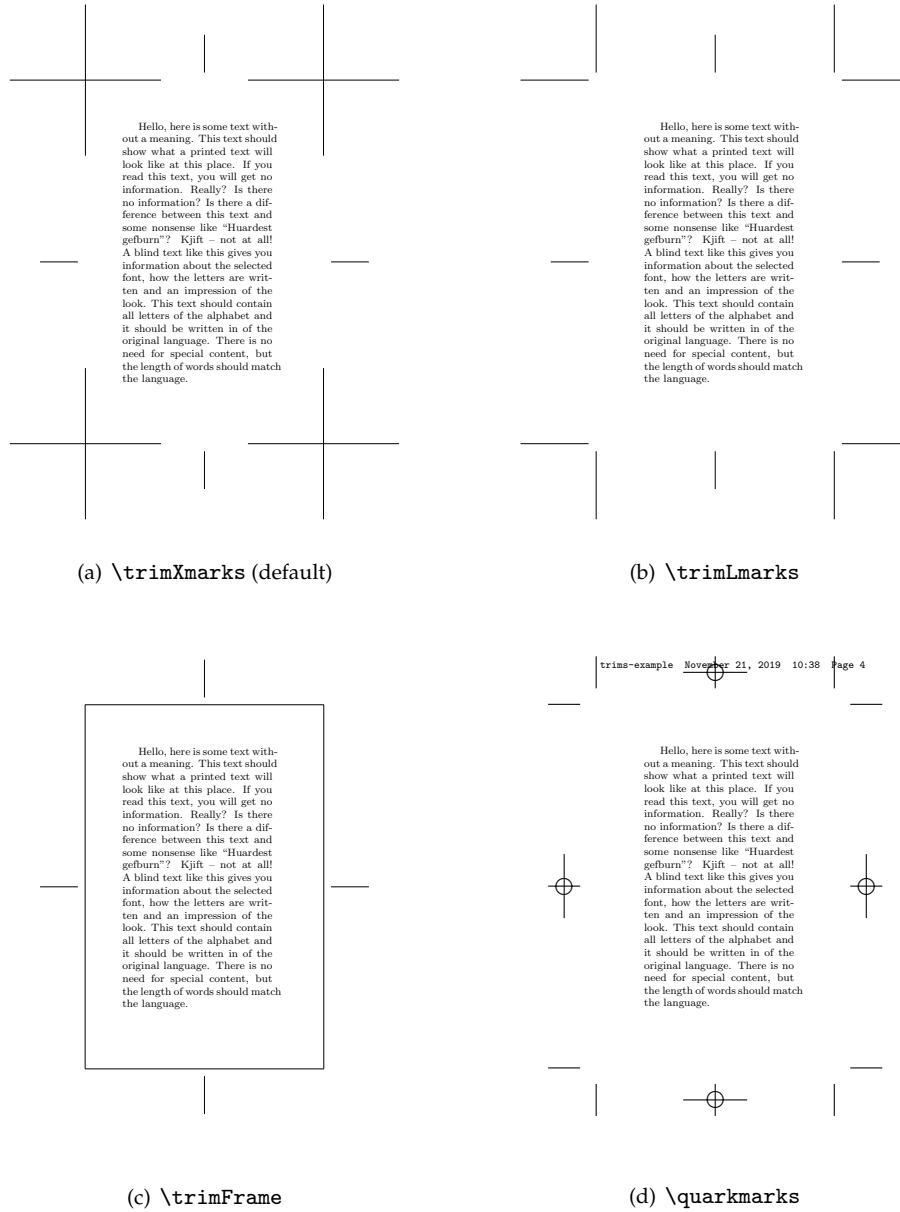 Hello, here is some text with-
out a meaning. This text should
show what a printed text will
look like at this place. If you
read this text, you will get no
information. Really? Is there
no information? Is there a dif-
ference between this text and
some nonsense like “Huardest
gefburn”? Kjift – not at all!
A blind text like this gives you
information about the selected
font, how the letters are writ-
ten and an impression of the
look. This text should contain
all letters of the alphabet and
it should be written in of the
original language. There is no
need for special content, but
the length of words should match
the language.
(a) \trimXmarks (default)
Hello, here is some text with-
out a meaning. This text should
show what a printed text will
look like at this place. If you
read this text, you will get no
information. Really? Is there
no information? Is there a dif-
ference between this text and
some nonsense like “Huardest
gefburn”? Kjift – not at all!
A blind text like this gives you
information about the selected
font, how the letters are writ-
ten and an impression of the
look. This text should contain
all letters of the alphabet and
it should be written in of the
original language. There is no
need for special content, but
the length of words should match
the language.
(b) \trimLmarks
Hello, here is some text with-
out a meaning. This text should
show what a printed text will
look like at this place. If you
read this text, you will get no
information. Really? Is there
no information? Is there a dif-
ference between this text and
some nonsense like “Huardest
gefburn”? Kjift – not at all!
A blind text like this gives you
information about the selected
font, how the letters are writ-
ten and an impression of the
look. This text should contain
all letters of the alphabet and
it should be written in of the
original language. There is no
need for special content, but
the length of words should match
the language.
(c) \trimFrame
trims-example November 21, 2019 10:38 Page 4
Hello, here is some text with-
out a meaning. This text should
show what a printed text will
look like at this place. If you
read this text, you will get no
information. Really? Is there
no information? Is there a dif-
ference between this text and
some nonsense like “Huardest
gefburn”? Kjift – not at all!
A blind text like this gives you
information about the selected
font, how the letters are writ-
ten and an impression of the
look. This text should contain
all letters of the alphabet and
it should be written in of the
original language. There is no
need for special content, but
the length of words should match
the language.
(d) \quarkmarks